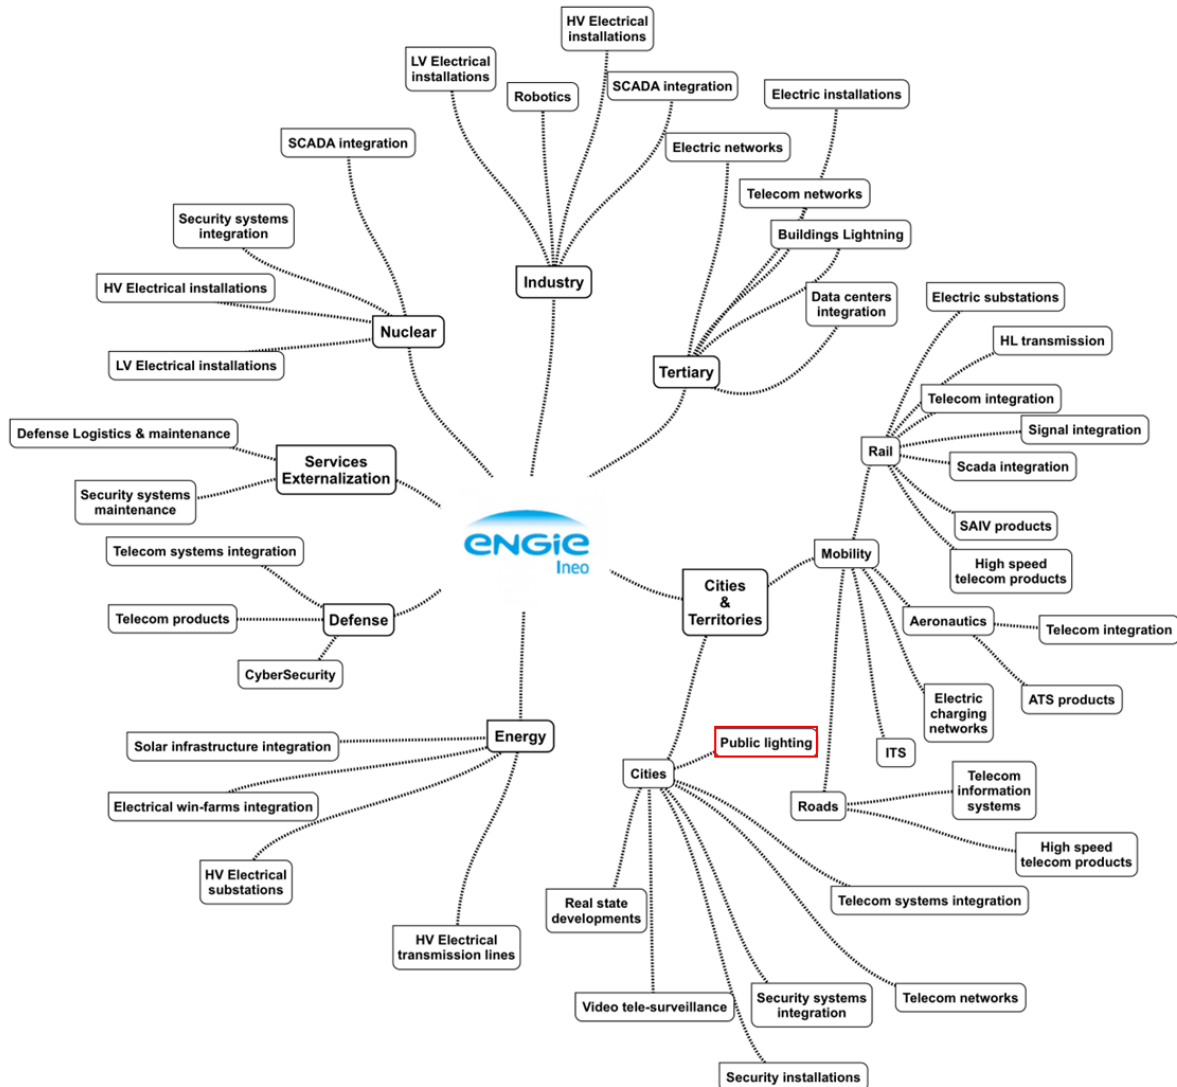 HV Electrical
installations
LV Electrical
installations
Robotics
SCADA integration
Electric installations
SCADA integration
Electric networks
Telecom networks
Security systems
integration
Buildings Lightning
Industry
HV Electrical installations
Data centers
integration
Electric substations
Nuclear
HL transmission
LV Electrical installations
Tertiary
Telecom integration
Defense Logistics & maintenance
Signal integration
Services
Externalization
Rail
Scada integration
Security systems
maintenance
SAIV products
ENGIE
Ineo
Telecom systems integration
Mobility
High speed
telecom products
Cities
&
Territories
Telecom products
Defense
Aeronautics
Telecom integration
CyberSecurity
ATS products
Electric
charging
networks
Energy
Public lighting
Solar infrastructure integration
ITS
Cities
Telecom
information
systems
Electrical win-farms integration
Roads
High speed
telecom products
HV Electrical
substations
Real state
developments
Telecom systems integration
HV Electrical
transmission lines
Video tele-surveillance
Security systems
integration
Telecom networks
Security installations